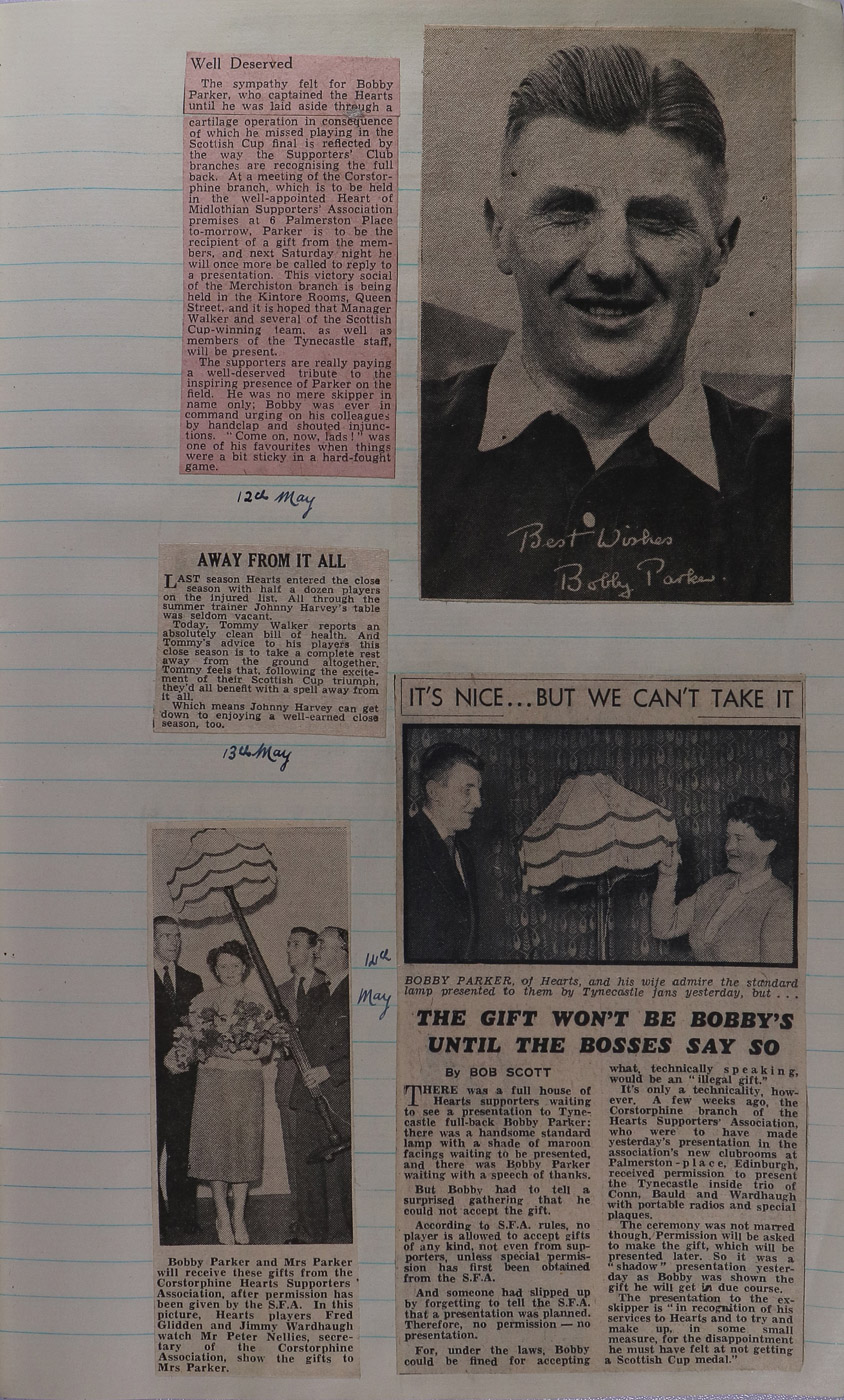 Well Deserved
The sympathy felt for Bobby
Parker, who captained the Hearts
until he was laid aside through a
cartilage operation in consequence
of which he missed playing in the
Scottish Cup final is reflected by
the way the Supporters' Club
branches are recognising the full
back. At a meeting of the Corstor-
phine branch, which is to be held
in the well-appointed Heart of
Midlothian Supporters' Association
premises at 6 Palmerston Place
to-morrow, Parker is to be the
recipient of a gift from the mem-
bers, and next Saturday night he
will once more be called to reply to
a presentation. This victory social
of the Merchiston branch is being
held in the Kintore Rooms, Queen
Street, and it is hoped that Manager
Walker and several of the Scottish
Cup-winning team, as well as
members of the Tynecastle staff,
will be present.
The supporters are really paying
a well-deserved tribute to the
inspiring presence of Parker on the
field. He was no mere skipper in
name only; Bobby was ever in
command urging on his colleagues
by handclap and shouted injunc-
tions. "Come on, now, lads!" was
one of his favourites when things
were a bit sticky in a hard-fought
game.
12th May
Best Wishes
Bobby Parker.
AWAY FROM IT ALL
LAST season Hearts entered the close
season with half a dozen players
on the injured list. All through the
summer trainer Johnny Harvey's table
was seldom vacant.
Today, Tommy Walker reports an
absolutely clean bill of health. And
Tommy's advice to his players this
close season is to take a complete rest
away from the ground altogether.
Tommy feels that, following the excite-
ment of their Scottish Cup triumph,
they'd all benefit with a spell away from
it all.
Which means Johnny Harvey can get
down to enjoying a well-earned close
season, too.
13th May
IT'S NICE...BUT WE CAN'T TAKE IT
BOBBY PARKER, of Hearts, and his wife admire the standard
lamp presented to them by Tynecastle fans yesterday, but . . .
THE GIFT WON'T BE BOBBY'S
UNTIL THE BOSSES SAY SO
By BOB SCOTT
THERE was a full house of
Hearts supporters waiting
to see a presentation to Tyne-
castle full-back Bobby Parker;
there was a handsome standard
lamp with a shade of maroon
facings waiting to be presented,
and there was Bobby Parker
waiting with a speech of thanks.
But Bobby had to tell a
surprised gathering that he
could not accept the gift.
According to S.F.A. rules, no
player is allowed to accept gifts
of any kind, not even from sup-
porters, unless special permis-
sion has first been obtained
from the S.F.A.
And someone had slipped up
by forgetting to tell the S.F.A.
that a presentation was planned.
Therefore, no permission — no
presentation.
For, under the laws, Bobby
could be fined for accepting
what, technically speaking,
would be an "illegal gift."
It's only a technicality, how-
ever. A few weeks ago, the
Corstorphine branch of the
Hearts Supporters' Association,
who were to have made
yesterday's presentation in the
association's new clubrooms at
Palmerston-place, Edinburgh,
received permission to present
the Tynecastle inside trio of
Conn, Bauld and Wardhaugh
with portable radios and special
plaques.
The ceremony was not marred
though. Permission will be asked
to make the gift, which will be
presented later. So it was a
"shadow" presentation yester-
day as Bobby was shown the
gift he will get in due course.
The presentation to the ex-
skipper is "in recognition of his
services to Hearts and to try and
make up, in some small
measure, for the disappointment
he must have felt at not getting
a Scottish Cup medal."
14th
May
Bobby Parker and Mrs Parker
will receive these gifts from the
Corstorphine Hearts Supporters'
Association, after permission has
been given by the S.F.A. In this
picture, Hearts players Fred
Glidden and Jimmy Wardhaugh
watch Mr Peter Nellies, secre-
tary of the Corstorphine
Association, show the gifts to
Mrs Parker.